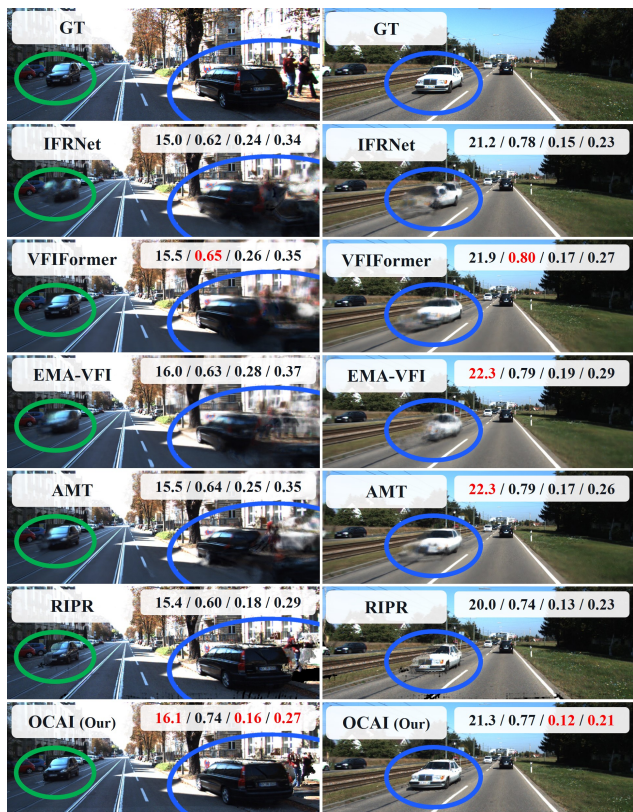 GT
GT
IFRNet
15.0 / 0.62 / 0.24 / 0.34
IFRNet
21.2 / 0.78 / 0.15 / 0.23
VFIFormer
15.5 / 0.65 / 0.26 / 0.35
VFIFormer
21.9 / 0.80 / 0.17 / 0.27
EMA-VFI
16.0 / 0.63 / 0.28 / 0.37
EMA-VFI
22.3 / 0.79 / 0.19 / 0.29
AMT
15.5 / 0.64 / 0.25 / 0.35
AMT
22.3 / 0.79 / 0.17 / 0.26
RIPR
15.4 / 0.60 / 0.18 / 0.29
RIPR
20.0 / 0.74 / 0.13 / 0.23
OCAI (Our)
16.1 / 0.74 / 0.16 / 0.27
OCAI (Our)
21.3 / 0.77 / 0.12 / 0.21